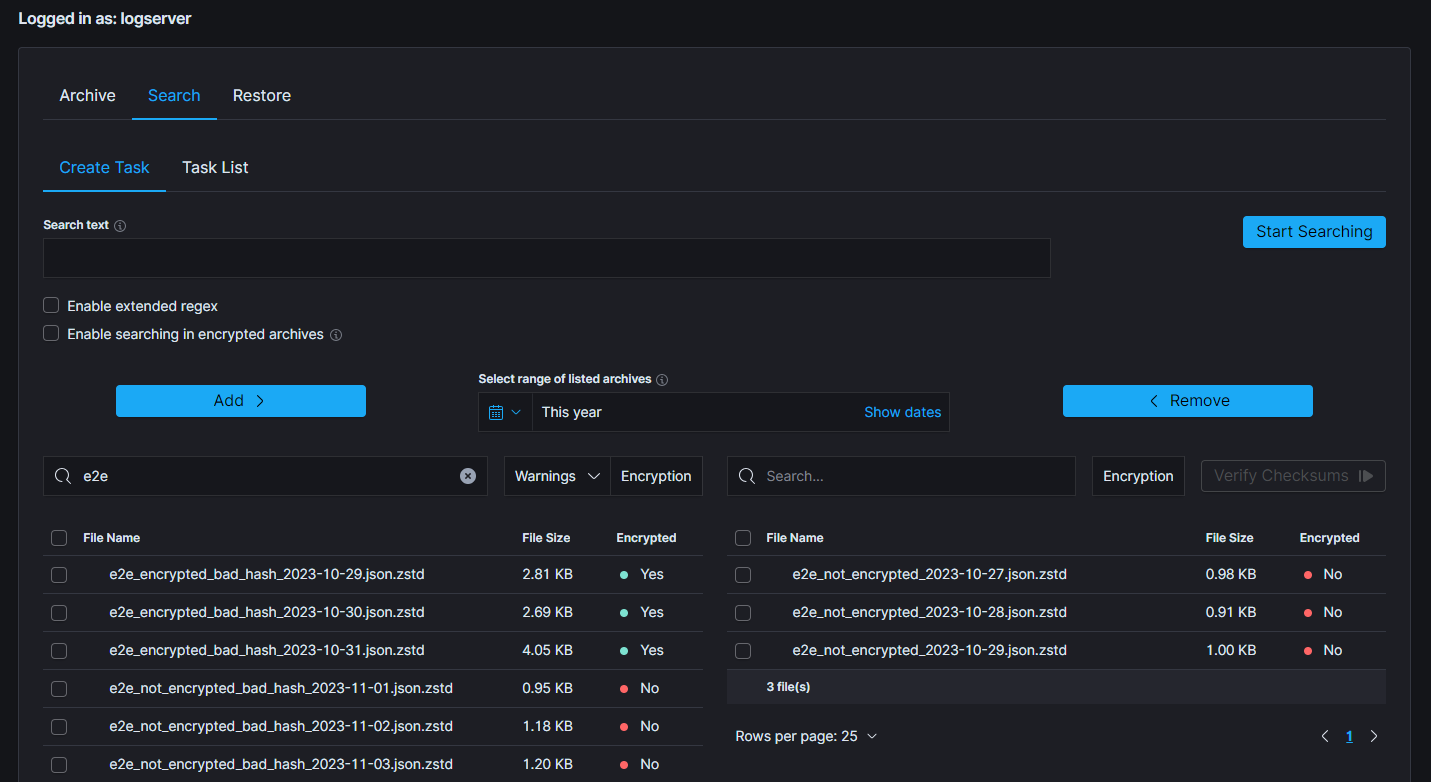 Logged in as: logserver
Archive Search Restore
Create Task Task List
Search text
Start Searching
Enable extended regex
Enable searching in encrypted archives
Select range of listed archives
Add
This year Show dates
Remove
e2e Warnings Encryption Search... Encryption Verify Checksums
File Name File Size Encrypted File Name File Size Encrypted
e2e_encrypted_bad_hash_2023-10-29.json.zstd 2.81 KB Yes e2e_not_encrypted_2023-10-27.json.zstd 0.98 KB No
e2e_encrypted_bad_hash_2023-10-30.json.zstd 2.69 KB Yes e2e_not_encrypted_2023-10-28.json.zstd 0.91 KB No
e2e_encrypted_bad_hash_2023-10-31.json.zstd 4.05 KB Yes e2e_not_encrypted_2023-10-29.json.zstd 1.00 KB No
e2e_not_encrypted_bad_hash_2023-11-01.json.zstd 0.95 KB No 3 file(s)
e2e_not_encrypted_bad_hash_2023-11-02.json.zstd 1.18 KB No Rows per page: 25 1
e2e_not_encrypted_bad_hash_2023-11-03.json.zstd 1.20 KB No